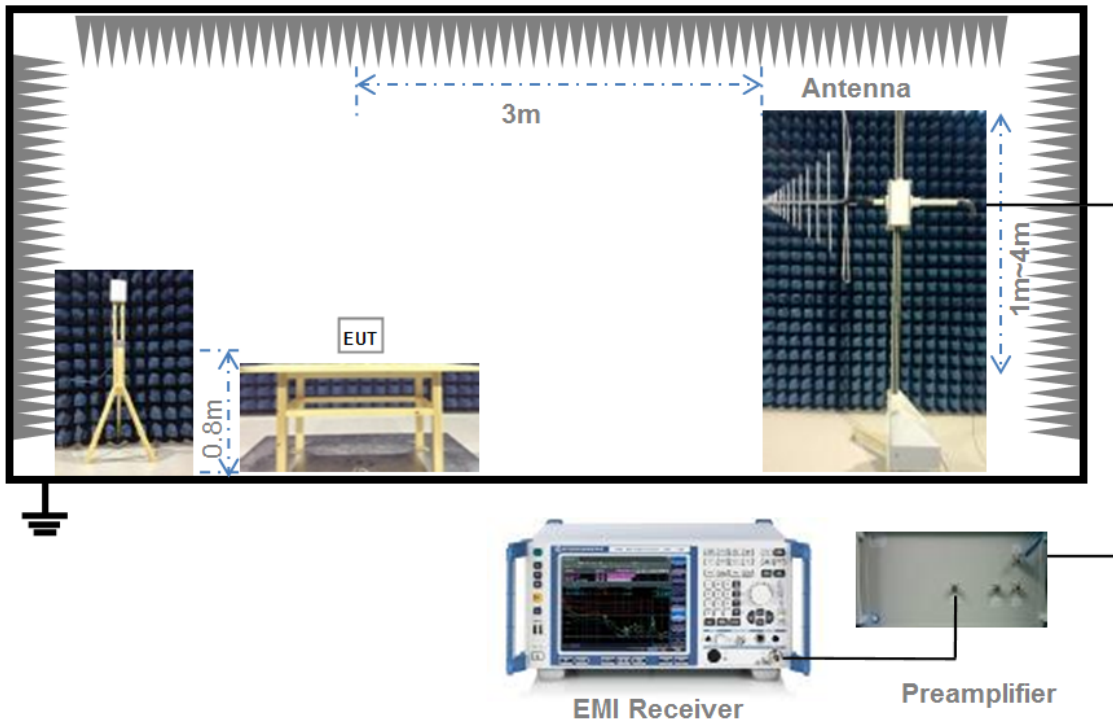 Antenna
3m
1m~4m
EUT
0.8m
Preamplifier
EMI Receiver